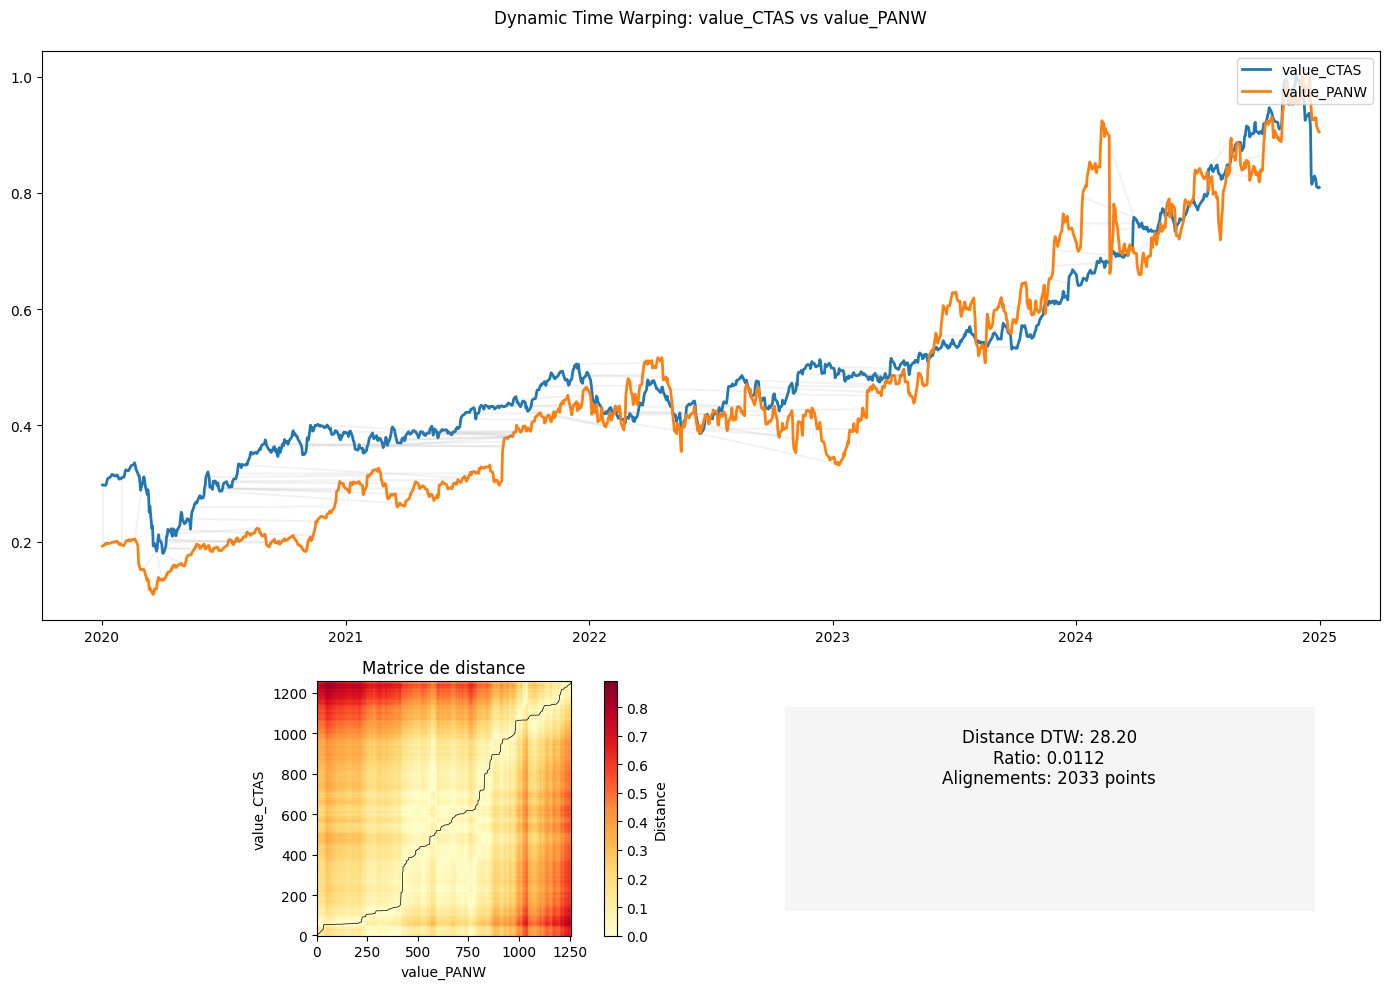 Dynamic Time Warping: value_CTAS vs value_PANW
value_CTAS
value_PANW
1.0
0.8
0.6
0.4
0.2
2020 2021 2022 2023 2024 2025
Matrice de distance
value_CTAS
1200
1000
800
600
400
200
0
0 250 500 750 1000 1250
value_PANW
0.8
0.7
0.6
0.5
0.4
0.3
0.2
0.1
0.0
Distance
Distance DTW: 28.20
Ratio: 0.0112
Alignements: 2033 points